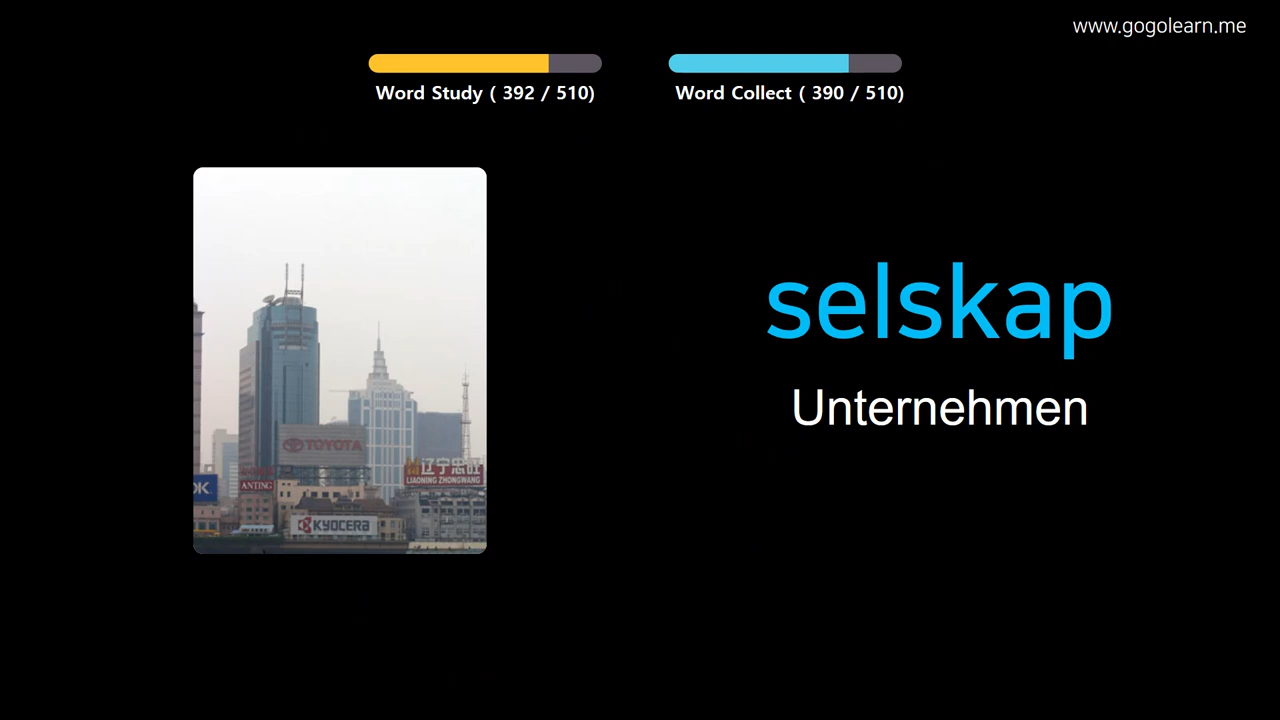 www.gogolearn.me
Word Study ( 392 / 510)
Word Collect ( 390 / 510)
selskap
Unternehmen
TOYOTA
辽宁忠旺
LIAONING ZHONGWANG
OK
ANTING
KYOCERA